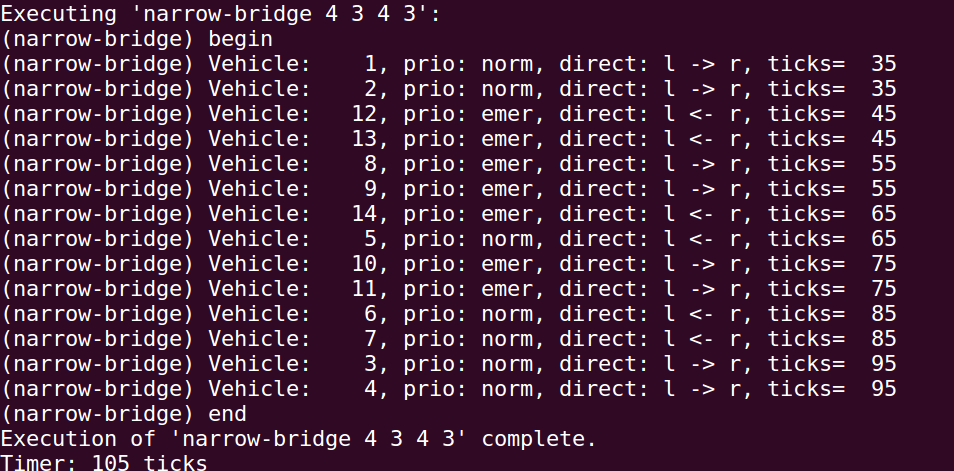 Executing 'narrow-bridge 4 3 4 3':
(narrow-bridge) begin
(narrow-bridge) Vehicle:    1, prio: norm, direct: l -> r, ticks=  35
(narrow-bridge) Vehicle:    2, prio: norm, direct: l -> r, ticks=  35
(narrow-bridge) Vehicle:   12, prio: emer, direct: l <- r, ticks=  45
(narrow-bridge) Vehicle:   13, prio: emer, direct: l <- r, ticks=  45
(narrow-bridge) Vehicle:    8, prio: emer, direct: l -> r, ticks=  55
(narrow-bridge) Vehicle:    9, prio: emer, direct: l -> r, ticks=  55
(narrow-bridge) Vehicle:   14, prio: emer, direct: l <- r, ticks=  65
(narrow-bridge) Vehicle:    5, prio: norm, direct: l <- r, ticks=  65
(narrow-bridge) Vehicle:   10, prio: emer, direct: l -> r, ticks=  75
(narrow-bridge) Vehicle:   11, prio: emer, direct: l -> r, ticks=  75
(narrow-bridge) Vehicle:    6, prio: norm, direct: l <- r, ticks=  85
(narrow-bridge) Vehicle:    7, prio: norm, direct: l <- r, ticks=  85
(narrow-bridge) Vehicle:    3, prio: norm, direct: l -> r, ticks=  95
(narrow-bridge) Vehicle:    4, prio: norm, direct: l -> r, ticks=  95
(narrow-bridge) end
Execution of 'narrow-bridge 4 3 4 3' complete.
Timer: 105 ticks